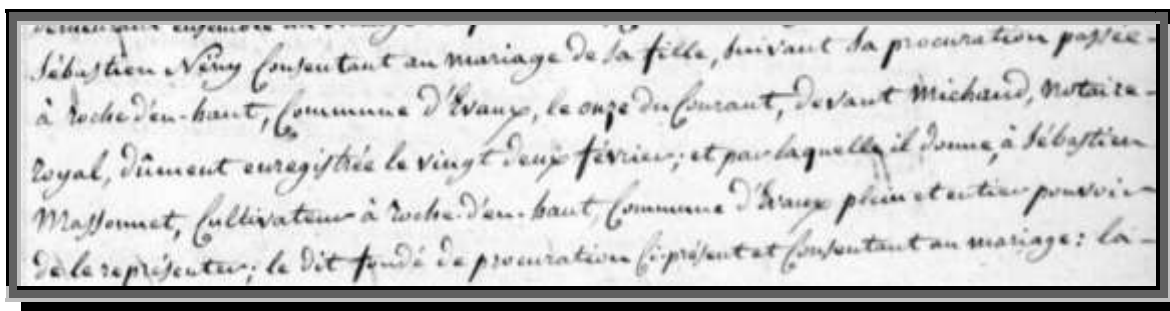 Sébastien Nény Consentant au mariage de sa fille, suivant sa procuration passée
à Roche d'en-haut, Commune d'Evaux, le onze du Courant, devant Michaud, Notaire
Royal, dûment enregistrée le vingt deux février; et par laquelle il donne, à Sébastien
Massonnet, Cultivateur à Roche-d'en-haut, Commune d'Evaux plein et entier pouvoir
de le représenter; le dit fondé de procuration Ci-présent et Consentant au mariage: la